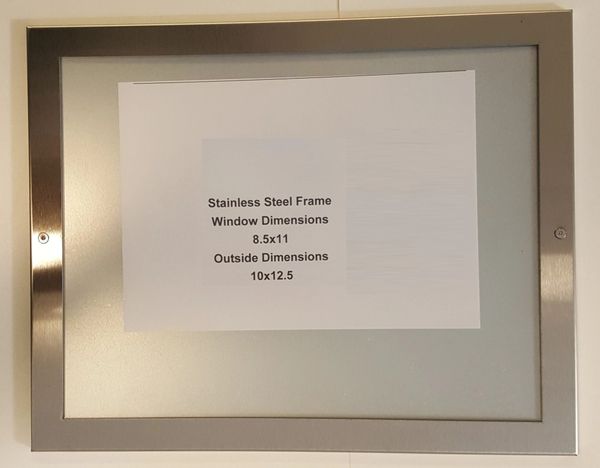 Stainless Steel Frame
Window Dimensions
8.5x11
Outside Dimensions
10x12.5